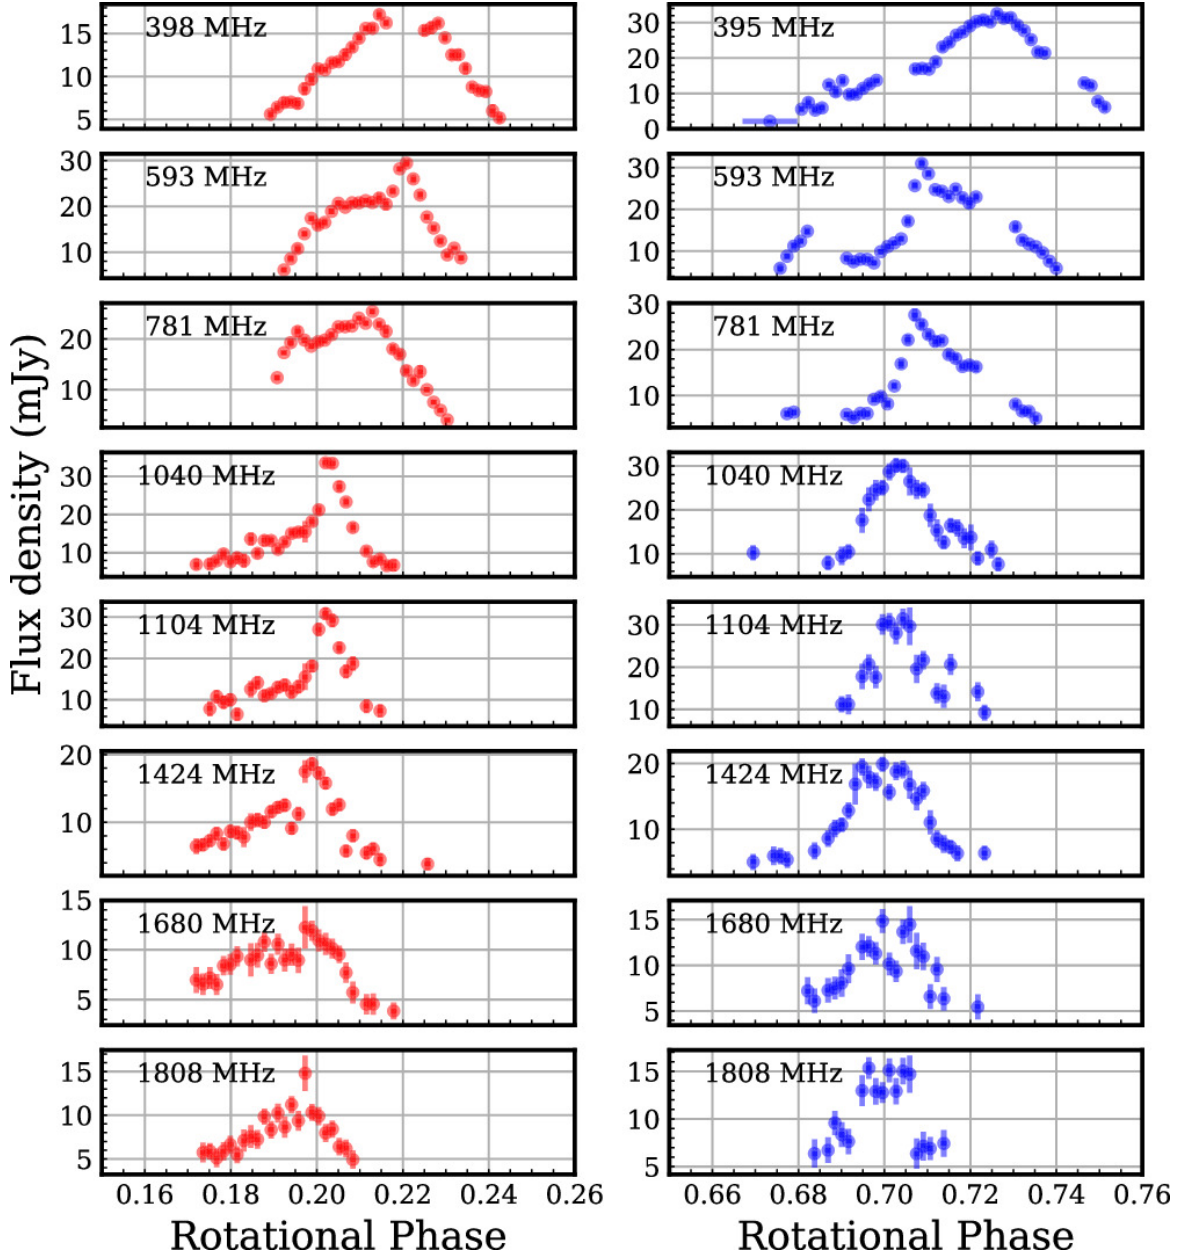 398 MHz
15
10
5
395 MHz
30
20
10
0
593 MHz
30
20
10
593 MHz
30
20
10
781 MHz
20
10
781 MHz
30
20
10
1040 MHz
30
20
10
1040 MHz
30
20
10
1104 MHz
30
20
10
1104 MHz
30
20
10
1424 MHz
20
10
1424 MHz
20
10
1680 MHz
15
10
5
1680 MHz
15
10
5
1808 MHz
15
10
5
1808 MHz
15
10
5
Flux density (mJy)
0.16 0.18 0.20 0.22 0.24 0.26
0.66 0.68 0.70 0.72 0.74 0.76
Rotational Phase
Rotational Phase